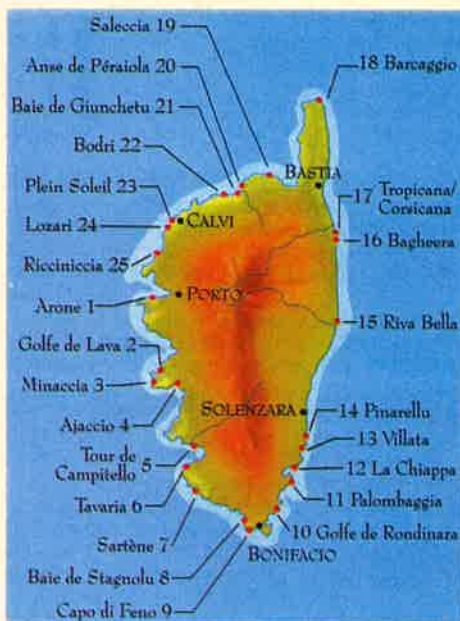 Saleccia 19
Anse de Péraiola 20
Baie de Giunchetu 21
Bodri 22
Plein Soleil 23
Lozari 24
Ricciniccia 25
Arone 1
Golfe de Lava 2
Minaccia 3
Ajaccio 4
Tour de
Campitello 5
Tavaria 6
Sartène 7
Baie de Stagnolu 8
Capo di Feno 9
18 Barcaggio
BASTIA
17 Tropicana/
Corsicana
16 Bagheera
CALVI
PORTO
15 Riva Bella
SOLENZARA
14 Pinarellu
13 Villata
12 La Chiappa
11 Palombaggia
10 Golfe de Rondinara
BONIFACIO